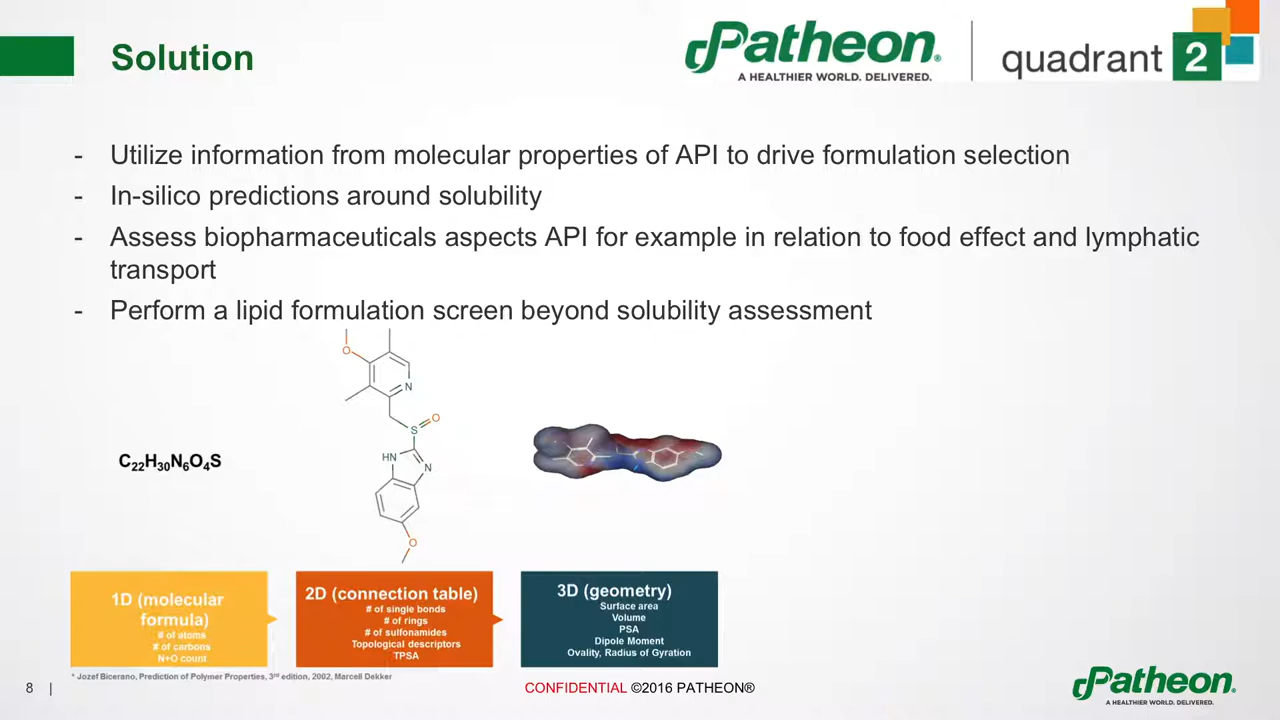 Solution
Patheon®
A HEALTHIER WORLD. DELIVERED.
quadrant 2
- Utilize information from molecular properties of API to drive formulation selection
- In-silico predictions around solubility
- Assess biopharmaceuticals aspects API for example in relation to food effect and lymphatic
transport
- Perform a lipid formulation screen beyond solubility assessment
O
N
S
O
HN
N
O
C₂₂H₃₀N₆O₄S
1D (molecular
formula)
# of atoms
# of carbons
N+O count
2D (connection table)
# of single bonds
# of rings
# of sulfonamides
Topological descriptors
TPSA
3D (geometry)
Surface area
Volume
PSA
Dipole Moment
Ovality, Radius of Gyration
* Jozef Bicerano, Prediction of Polymer Properties, 3rd edition, 2002, Marcell Dekker
8 |
CONFIDENTIAL ©2016 PATHEON®
Patheon®
A HEALTHIER WORLD. DELIVERED.